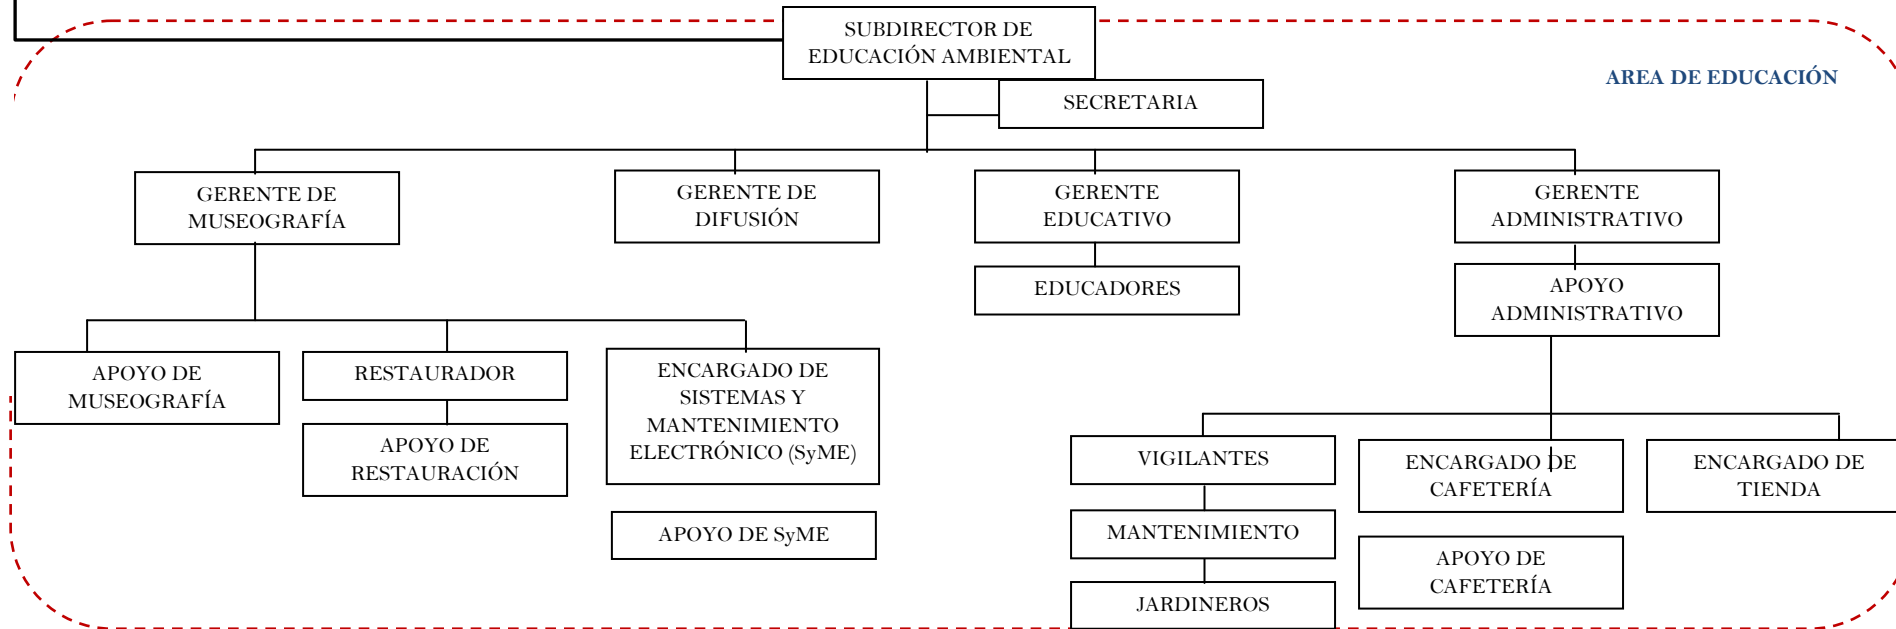 SUBDIRECTOR DE
EDUCACIÓN AMBIENTAL
AREA DE EDUCACIÓN
SECRETARIA
GERENTE DE
MUSEOGRAFÍA
GERENTE DE
DIFUSIÓN
GERENTE
EDUCATIVO
GERENTE
ADMINISTRATIVO
EDUCADORES
APOYO
ADMINISTRATIVO
APOYO DE
MUSEOGRAFÍA
RESTAURADOR
ENCARGADO DE
SISTEMAS Y
MANTENIMIENTO
ELECTRÓNICO (SyME)
APOYO DE
RESTAURACIÓN
APOYO DE SyME
VIGILANTES
ENCARGADO DE
CAFETERÍA
ENCARGADO DE
TIENDA
MANTENIMIENTO
APOYO DE
CAFETERÍA
JARDINEROS